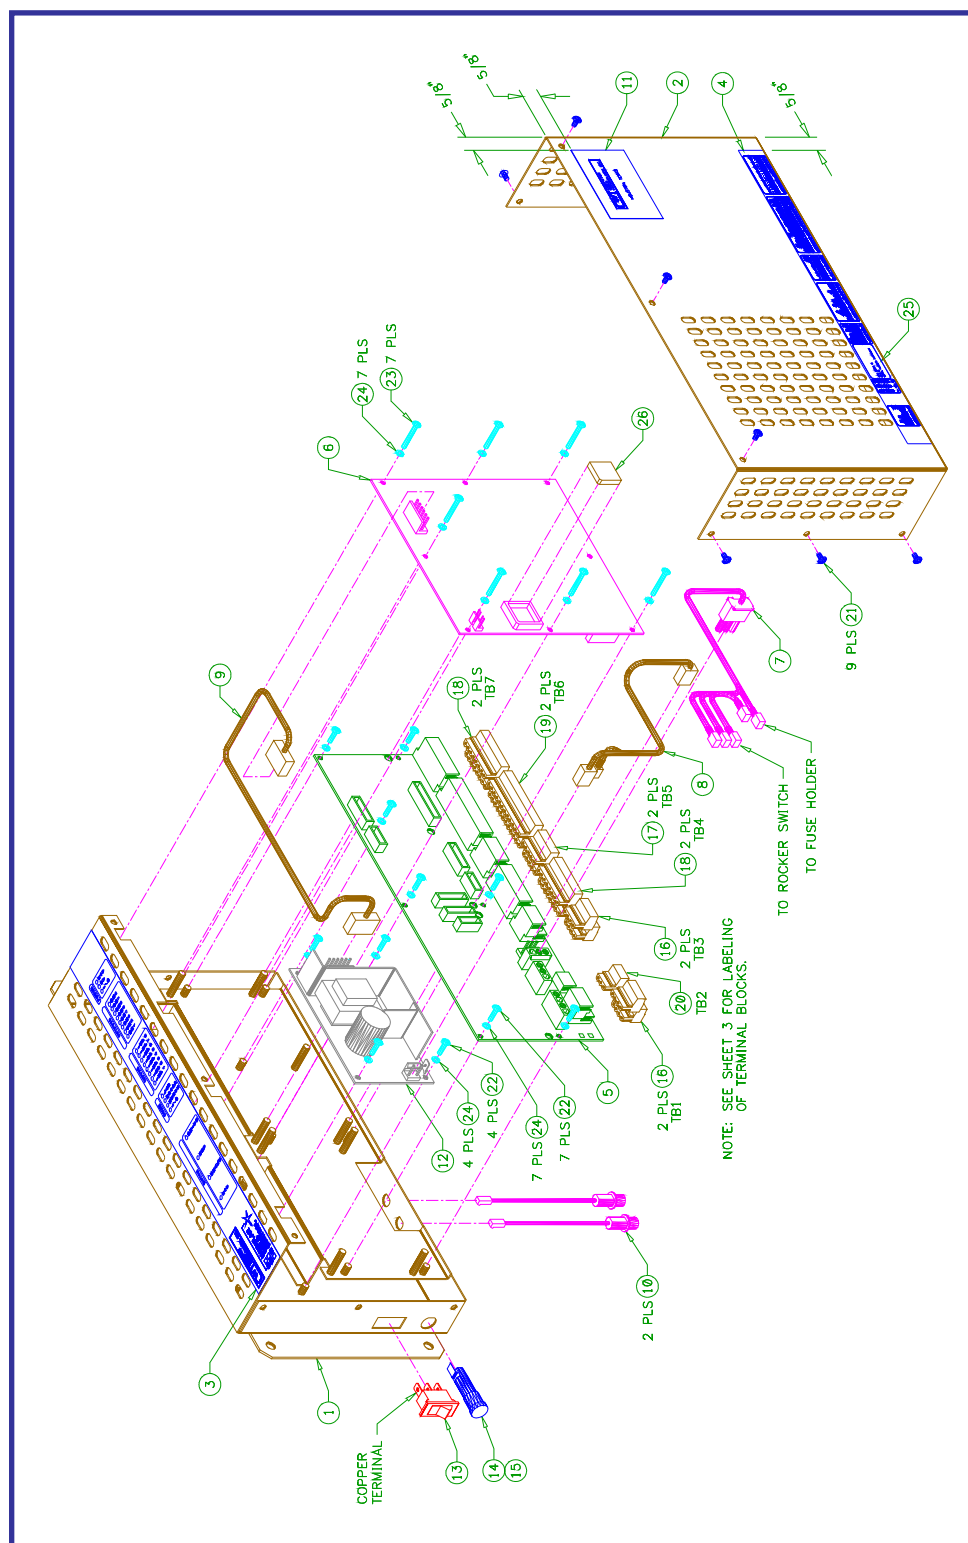 5/8"
5/8"
11
2
4
5/8"
25
24 7 PLS
23 7 PLS
6
26
9 PLS 21
7
9
18 2 PLS
TB7
19 2 PLS
TB6
8
17 2 PLS
TB5
18 2 PLS
TB4
16 2 PLS
TB3
20
TB2
2 PLS 16
TB1
TO ROCKER SWITCH
TO FUSE HOLDER
NOTE: SEE SHEET 3 FOR LABELING
OF TERMINAL BLOCKS.
5
12
4 PLS 24
4 PLS 22
7 PLS 24
7 PLS 22
2 PLS 10
3
1
COPPER
TERMINAL
13
14
15